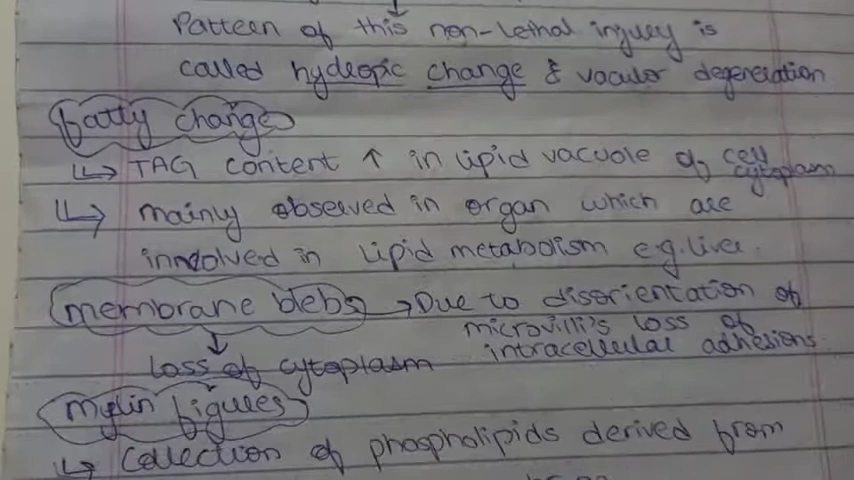 Pattern of this non-lethal injury is
called hydropic change & vacular degeneration
fatty change
↳ TAG content ↑ in lipid vacuole of cell cytoplasm
↳ mainly observed in organ which are
involved in lipid metabolism e.g. liver.
membrane blebs → Due to disorientation of
microvilli's loss of
↓
loss of cytoplasm intracellular adhesions.
mylin figures
↳ Collection of phospholipids derived from